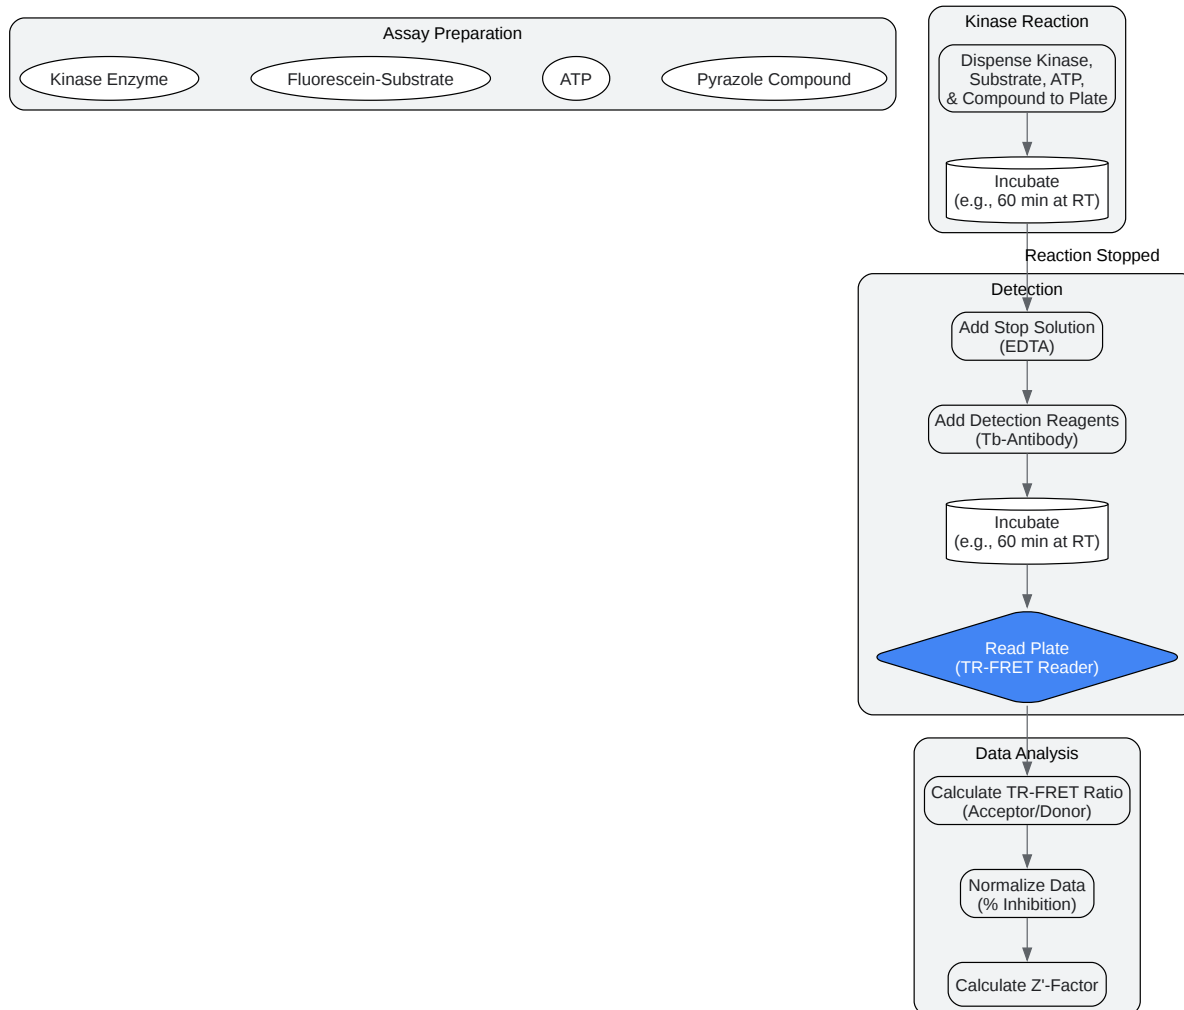 Assay Preparation
Kinase Enzyme
Fluorescein-Substrate
ATP
Pyrazole Compound
Kinase Reaction
Dispense Kinase,
Substrate, ATP,
& Compound to Plate
Incubate
(e.g., 60 min at RT)
Reaction Stopped
Detection
Add Stop Solution
(EDTA)
Add Detection Reagents
(Tb-Antibody)
Incubate
(e.g., 60 min at RT)
Read Plate
(TR-FRET Reader)
Data Analysis
Calculate TR-FRET Ratio
(Acceptor/Donor)
Normalize Data
(% Inhibition)
Calculate Z'-Factor